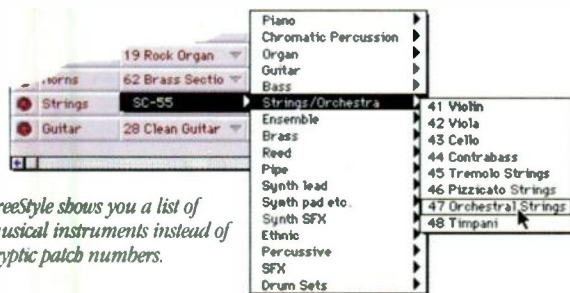 19 Rock Organ
Horns
62 Brass Sectio
Strings
SC-55
Guitar
28 Clean Guitar
Piano
Chromatic Percussion
Organ
Guitar
Bass
Strings/Orchestra
Ensemble
Brass
Reed
Pipe
Synth lead
Synth pad etc.
Synth SFX
Ethnic
Percussive
SFX
Drum Sets
41 Violin
42 Viola
43 Cello
44 Contrabass
45 Tremolo Strings
46 Pizzicato Strings
47 Orchestral Strings
48 Timpani
reeStyle shows you a list of
usical instruments instead of
yptic patch numbers.